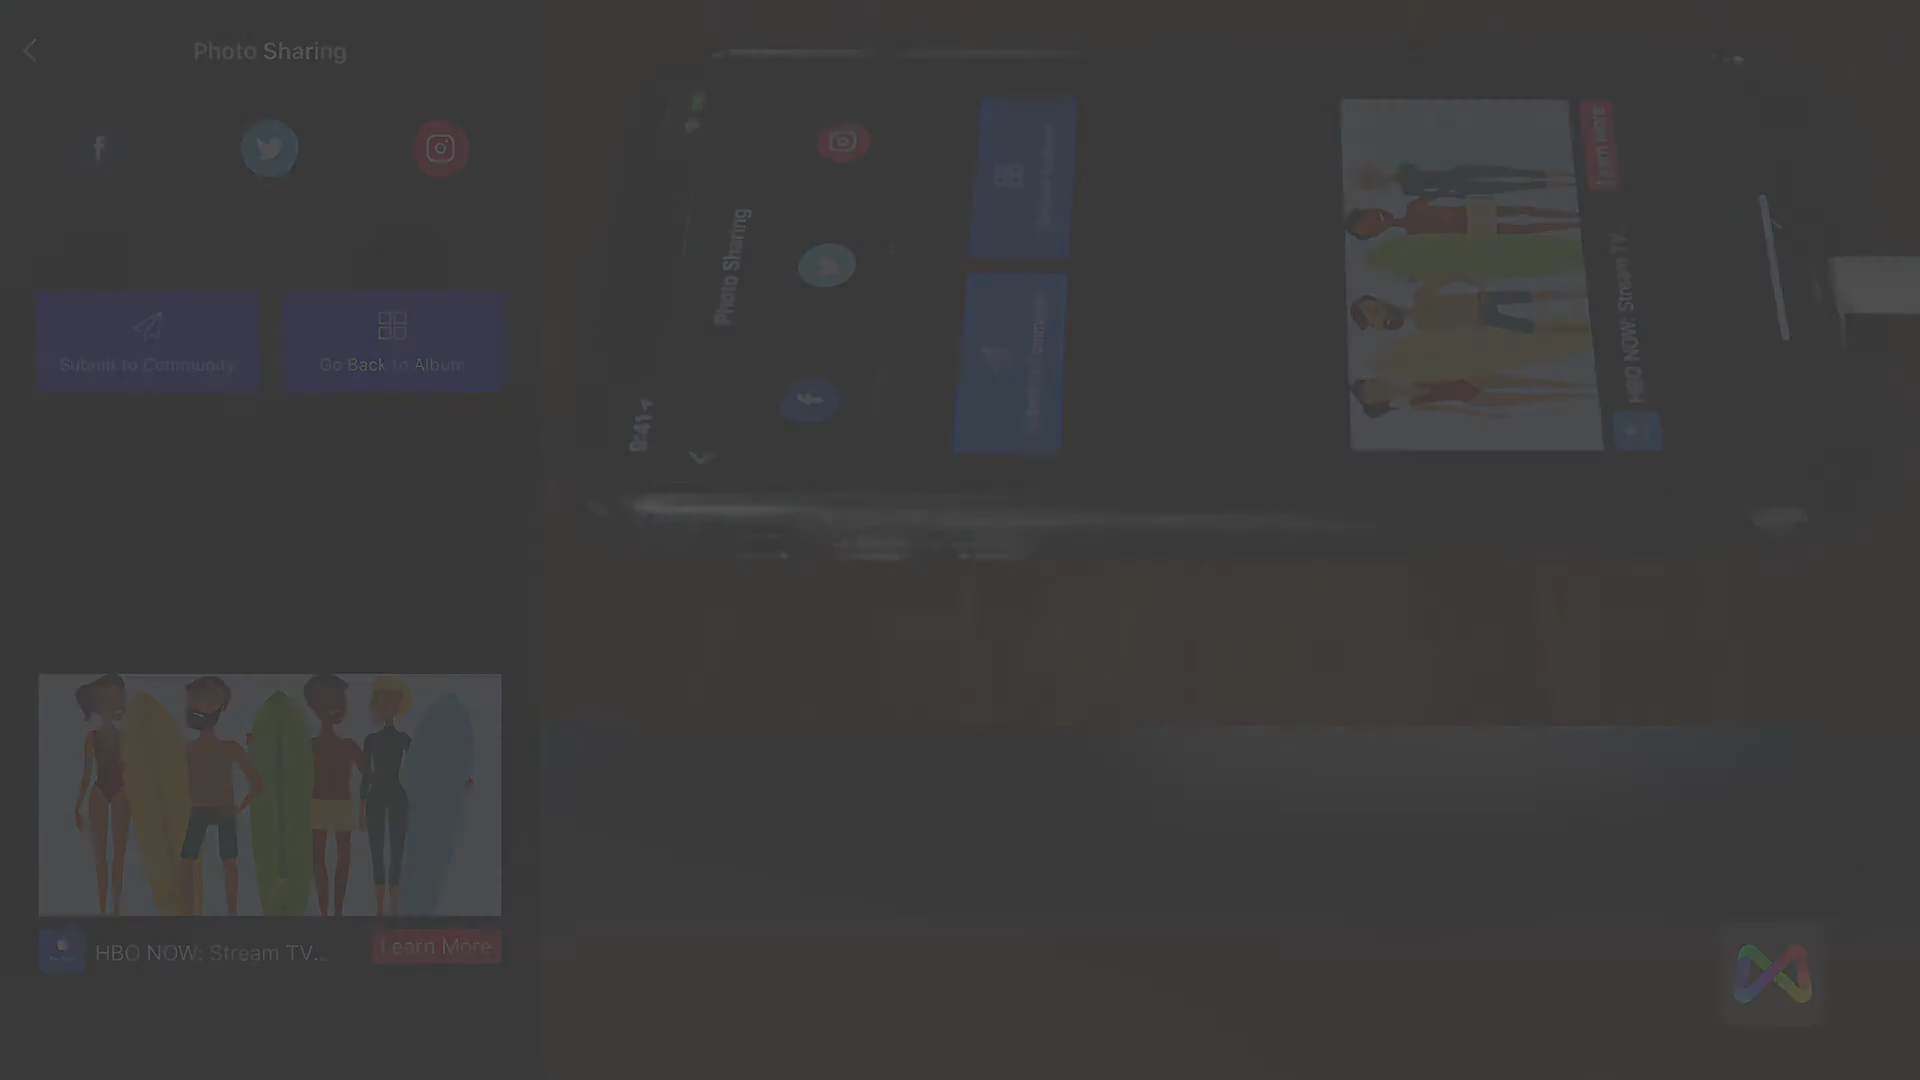 Photo Sharing
Submit to Community
Go Back to Album
HBO NOW: Stream TV...
Learn More
9:41
Photo Sharing
HBO NOW: Stream TV...
Learn More